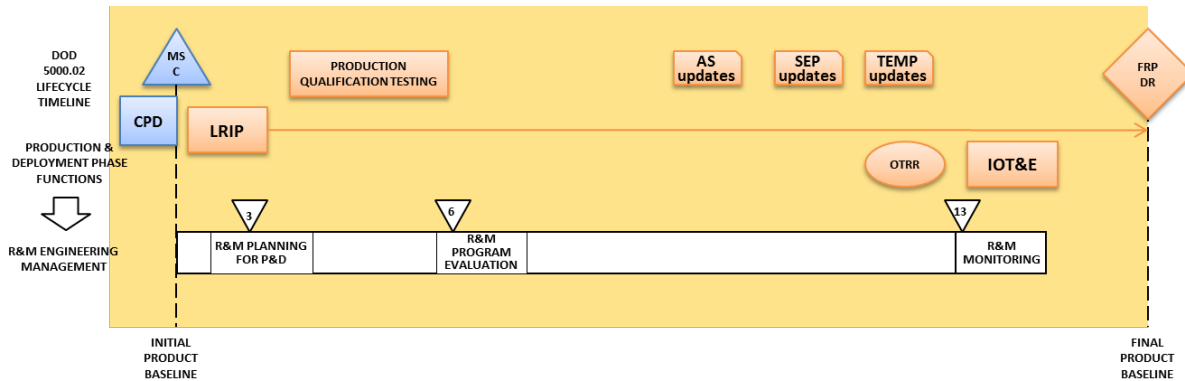 DOD
5000.02
LIFECYCLE
TIMELINE
MS
C
PRODUCTION
QUALIFICATION TESTING
AS
updates
SEP
updates
TEMP
updates
FRP
DR
CPD
LRIP
PRODUCTION &
DEPLOYMENT PHASE
FUNCTIONS
OTRR
IOT&E
3
6
13
R&M ENGINEERING
MANAGEMENT
R&M PLANNING
FOR P&D
R&M
PROGRAM
EVALUATION
R&M
MONITORING
INITIAL
PRODUCT
BASELINE
FINAL
PRODUCT
BASELINE